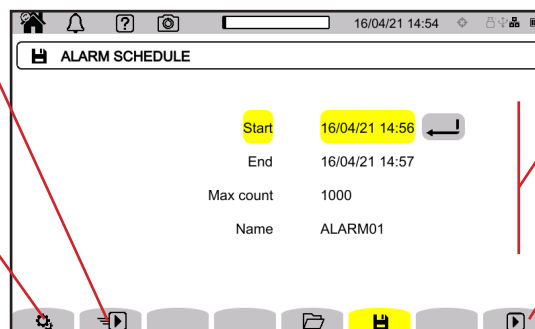 16/04/21 14:54
ALARM SCHEDULE
Start 16/04/21 14:56
End 16/04/21 14:57
Max count 1000
Name ALARM01